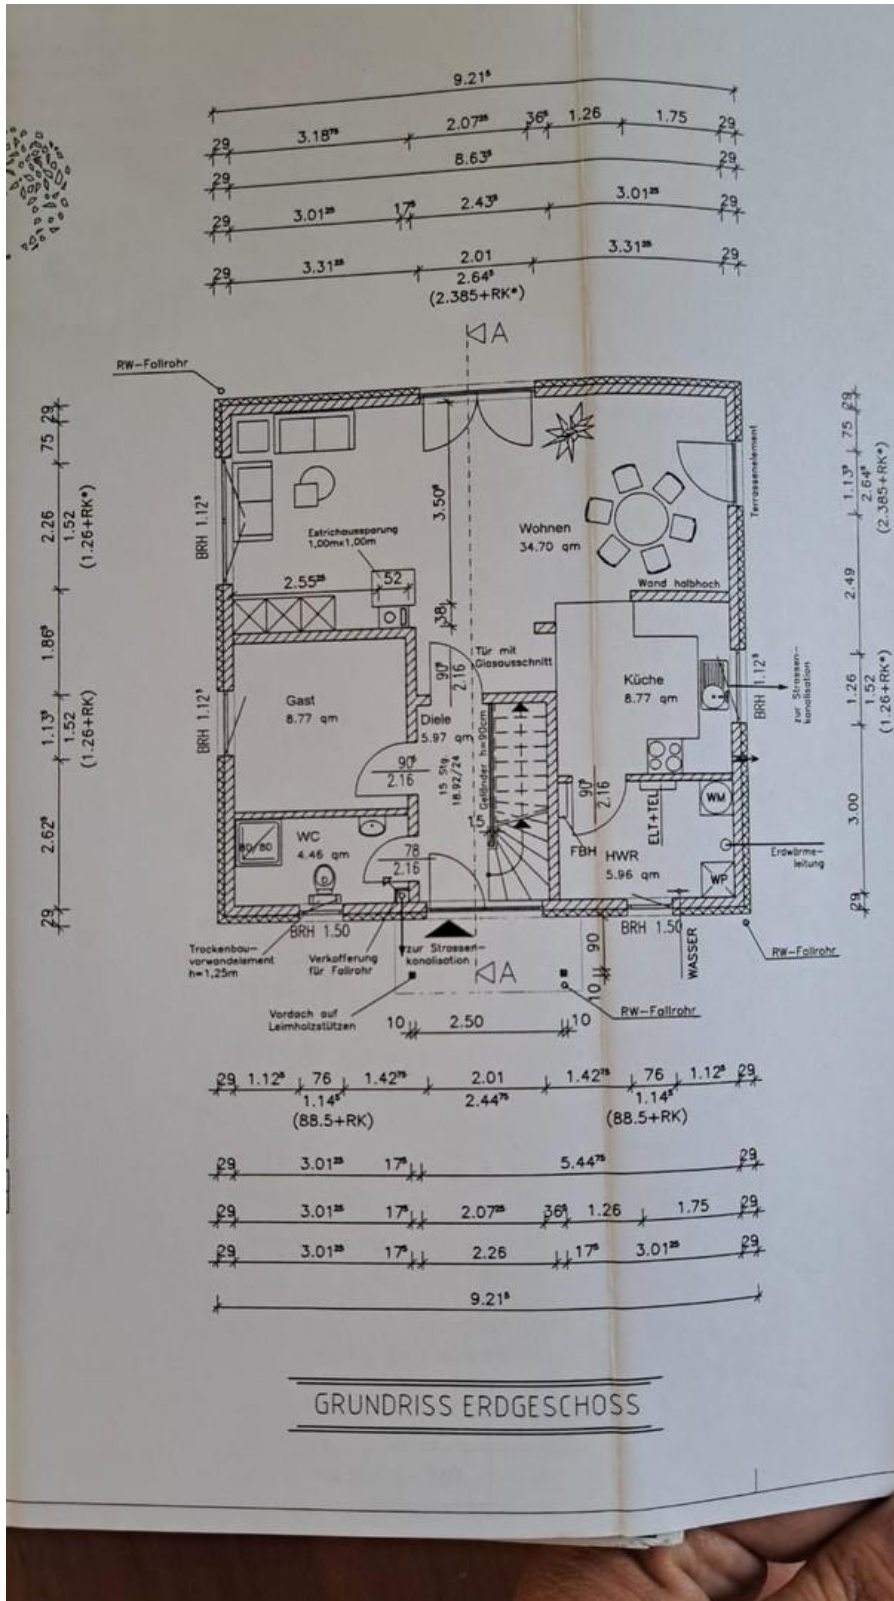 9.21⁵
29 3.18⁷⁵ 2.07²⁵ 36⁵ 1.26 1.75 29
29 8.63⁵ 29
29 3.01²⁵ 17⁵ 2.43⁵ 3.01²⁵ 29
29 3.31²⁵ 2.01 3.31²⁵ 29
2.64⁵
(2.385+RK*)
A
RW-Fallrohr
29
75
2.26
1.52
(1.26+RK*)
1.86⁵
1.13⁵
1.52
(1.26+RK)
2.62⁵
29
BRH 1.12⁵
BRH 1.12⁵
Estrichaussparung
1,00mx1,00m
2.55²⁵ 52
3.50⁵
38
Wohnen
34.70 qm
Wand halbhoch
Terrassenelement
Tür mit
Glasausschnitt
90⁵
2.16
Gast
8.77 qm
Diele
5.97 qm
90⁵
2.16
15 Stg.
18.92/24
Geländer h=90cm
15
Küche
8.77 qm
BRH 1.12⁵
zur Strassen-
kanalisation
90⁵
2.16
ELT+TEL
WM
FBH
HWR
5.96 qm
WP
Erdwärme-
leitung
WC
4.46 qm
80/80
D
78
2.16
29
75
1.13⁵
2.64⁵
(2.385+RK*)
2.49
1.26
1.52
(1.26+RK*)
3.00
29
BRH 1.50
BRH 1.50
Trockenbau-
vorwandelement
h=1,25m
Verkofferung
für Fallrohr
zur Strassen-
kanalisation
A
90
10
WASSER
RW-Fallrohr
Vordach auf
Leimholzstützen
RW-Fallrohr
10 2.50 10
29 1.12⁵ 76 1.42⁷⁵ 2.01 1.42⁷⁵ 76 1.12⁵ 29
1.14⁵ 2.44⁷⁵ 1.14⁵
(88.5+RK) (88.5+RK)
29 3.01²⁵ 17⁵ 5.44⁷⁵ 29
29 3.01²⁵ 17⁵ 2.07²⁵ 36⁵ 1.26 1.75 29
29 3.01²⁵ 17⁵ 2.26 17⁵ 3.01²⁵ 29
9.21⁵
GRUNDRISS ERDGESCHOSS